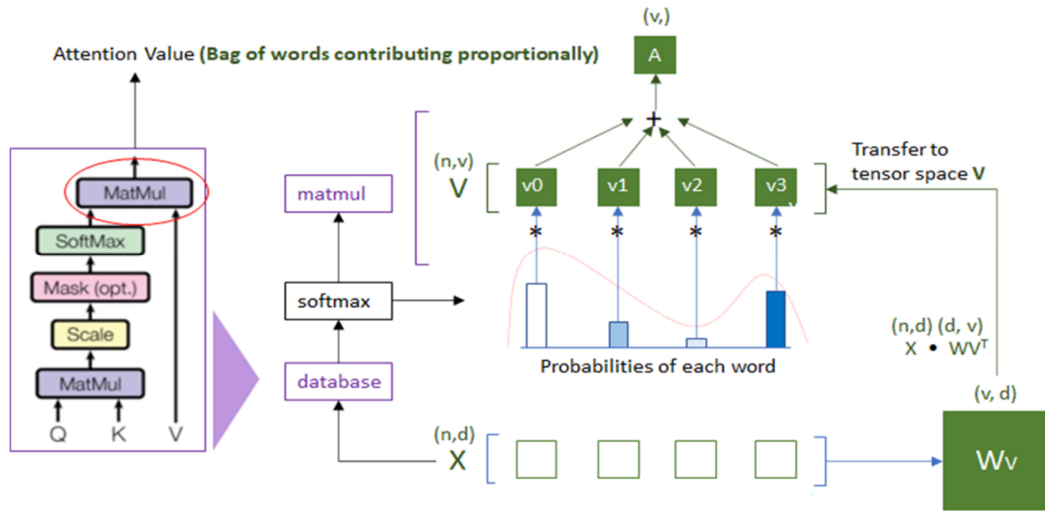 (v,)
Attention Value (Bag of words contributing proportionally)
A
+
(n,v)
V
v0
v1
v2
v3
Transfer to
tensor space V
MatMul
SoftMax
Mask (opt.)
Scale
MatMul
Q
K
V
matmul
softmax
database
*
*
*
*
Probabilities of each word
(n,d) (d, v)
X • WVᵀ
(v, d)
Wv
(n,d)
X